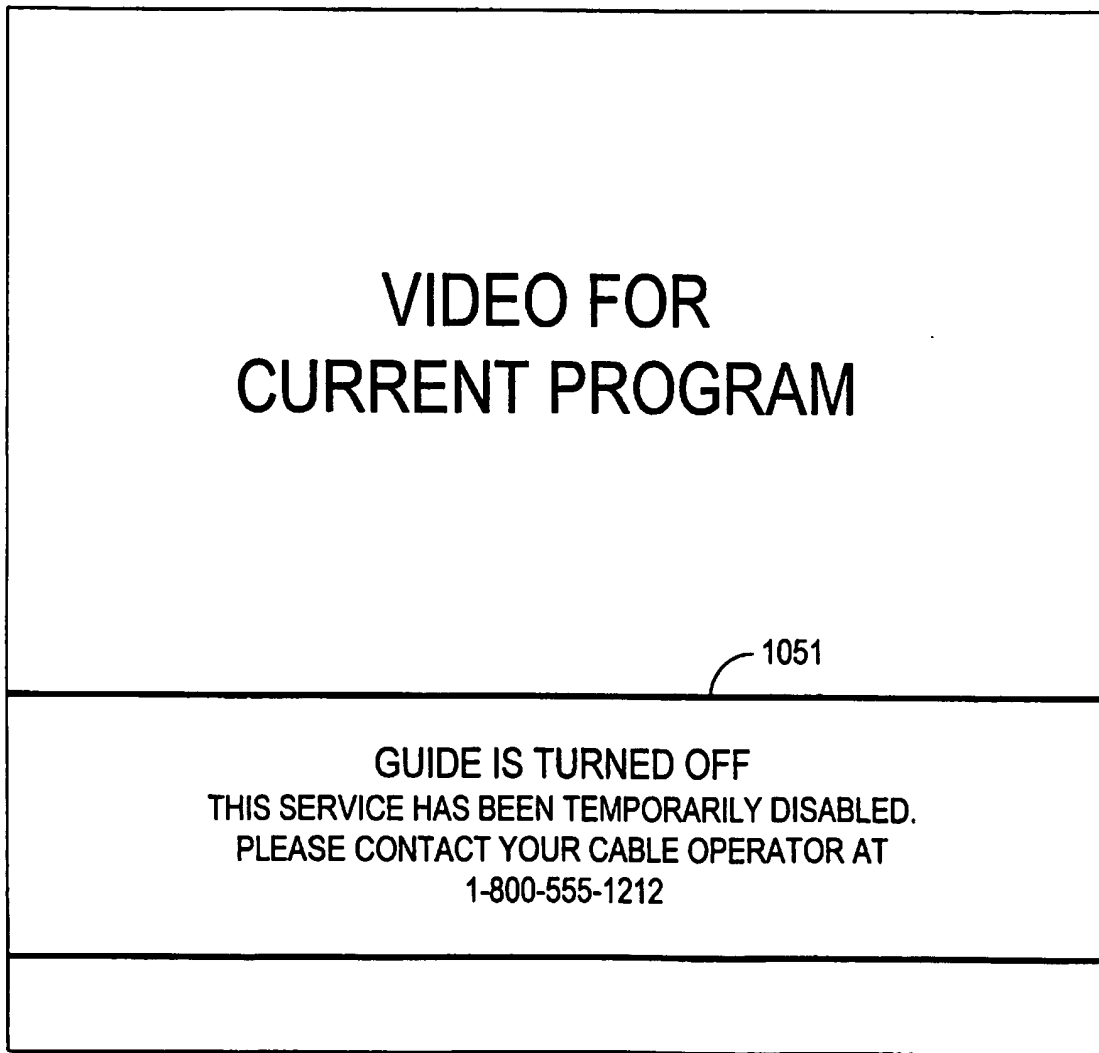 VIDEO FOR
CURRENT PROGRAM
1051
GUIDE IS TURNED OFF
THIS SERVICE HAS BEEN TEMPORARILY DISABLED.
PLEASE CONTACT YOUR CABLE OPERATOR AT
1-800-555-1212